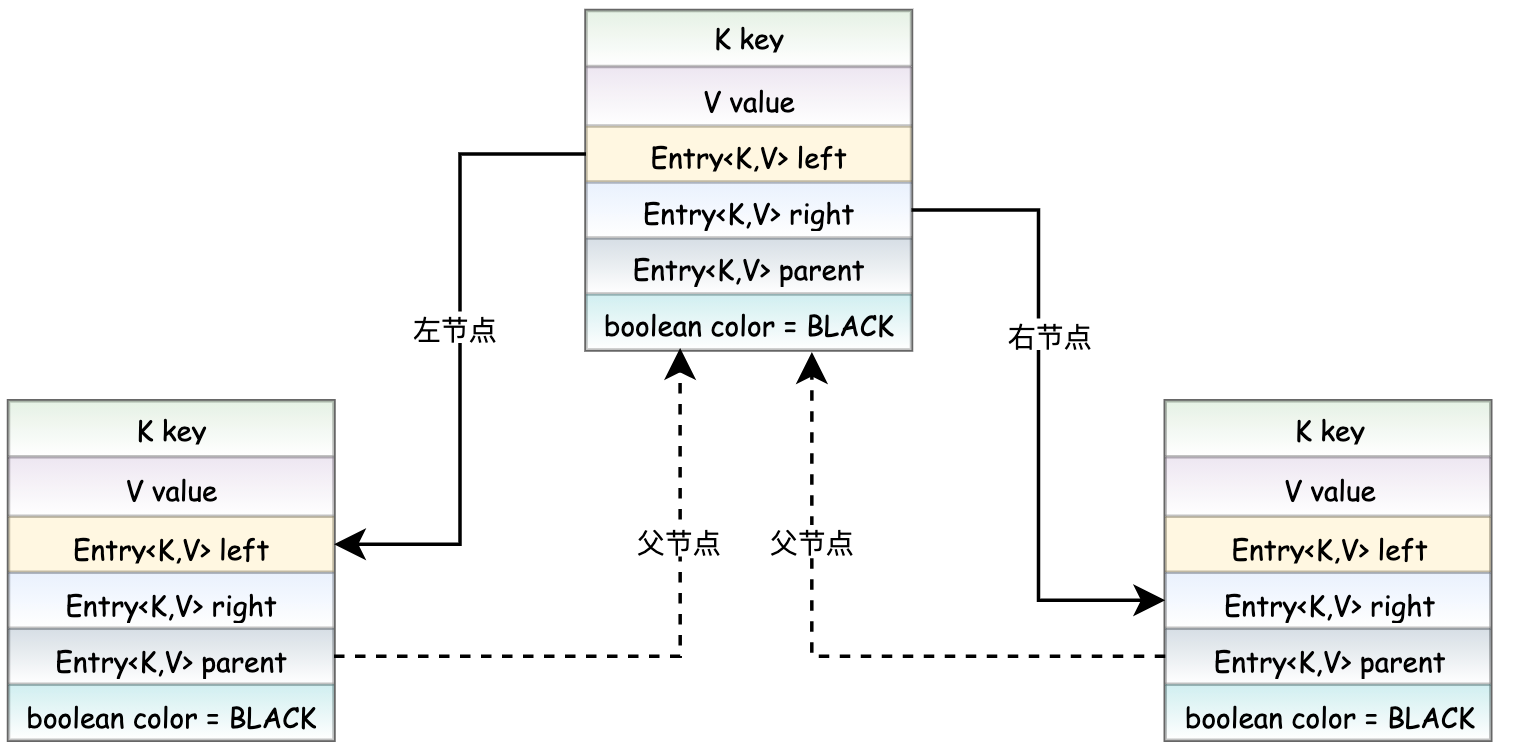 K key
V value
Entry<K,V> left
Entry<K,V> right
Entry<K,V> parent
boolean color = BLACK
左节点
右节点
K key
V value
Entry<K,V> left
Entry<K,V> right
Entry<K,V> parent
boolean color = BLACK
父节点
父节点
K key
V value
Entry<K,V> left
Entry<K,V> right
Entry<K,V> parent
boolean color = BLACK